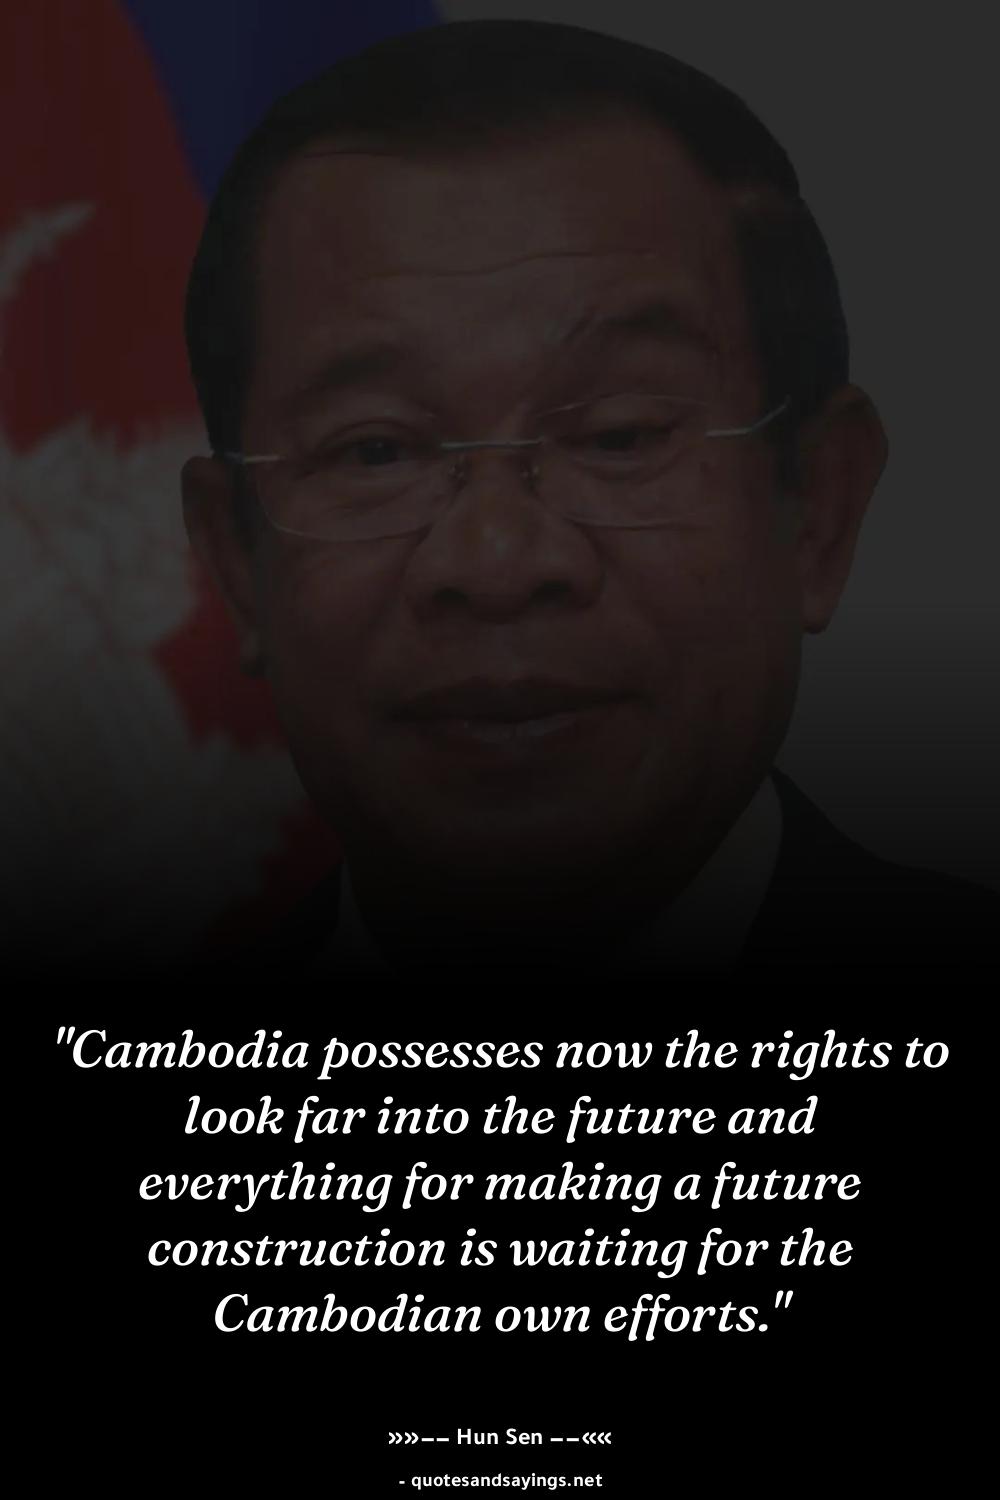 "Cambodia possesses now the rights to
look far into the future and
everything for making a future
construction is waiting for the
Cambodian own efforts."
»»−− Hun Sen −−««
- quotesandsayings.net